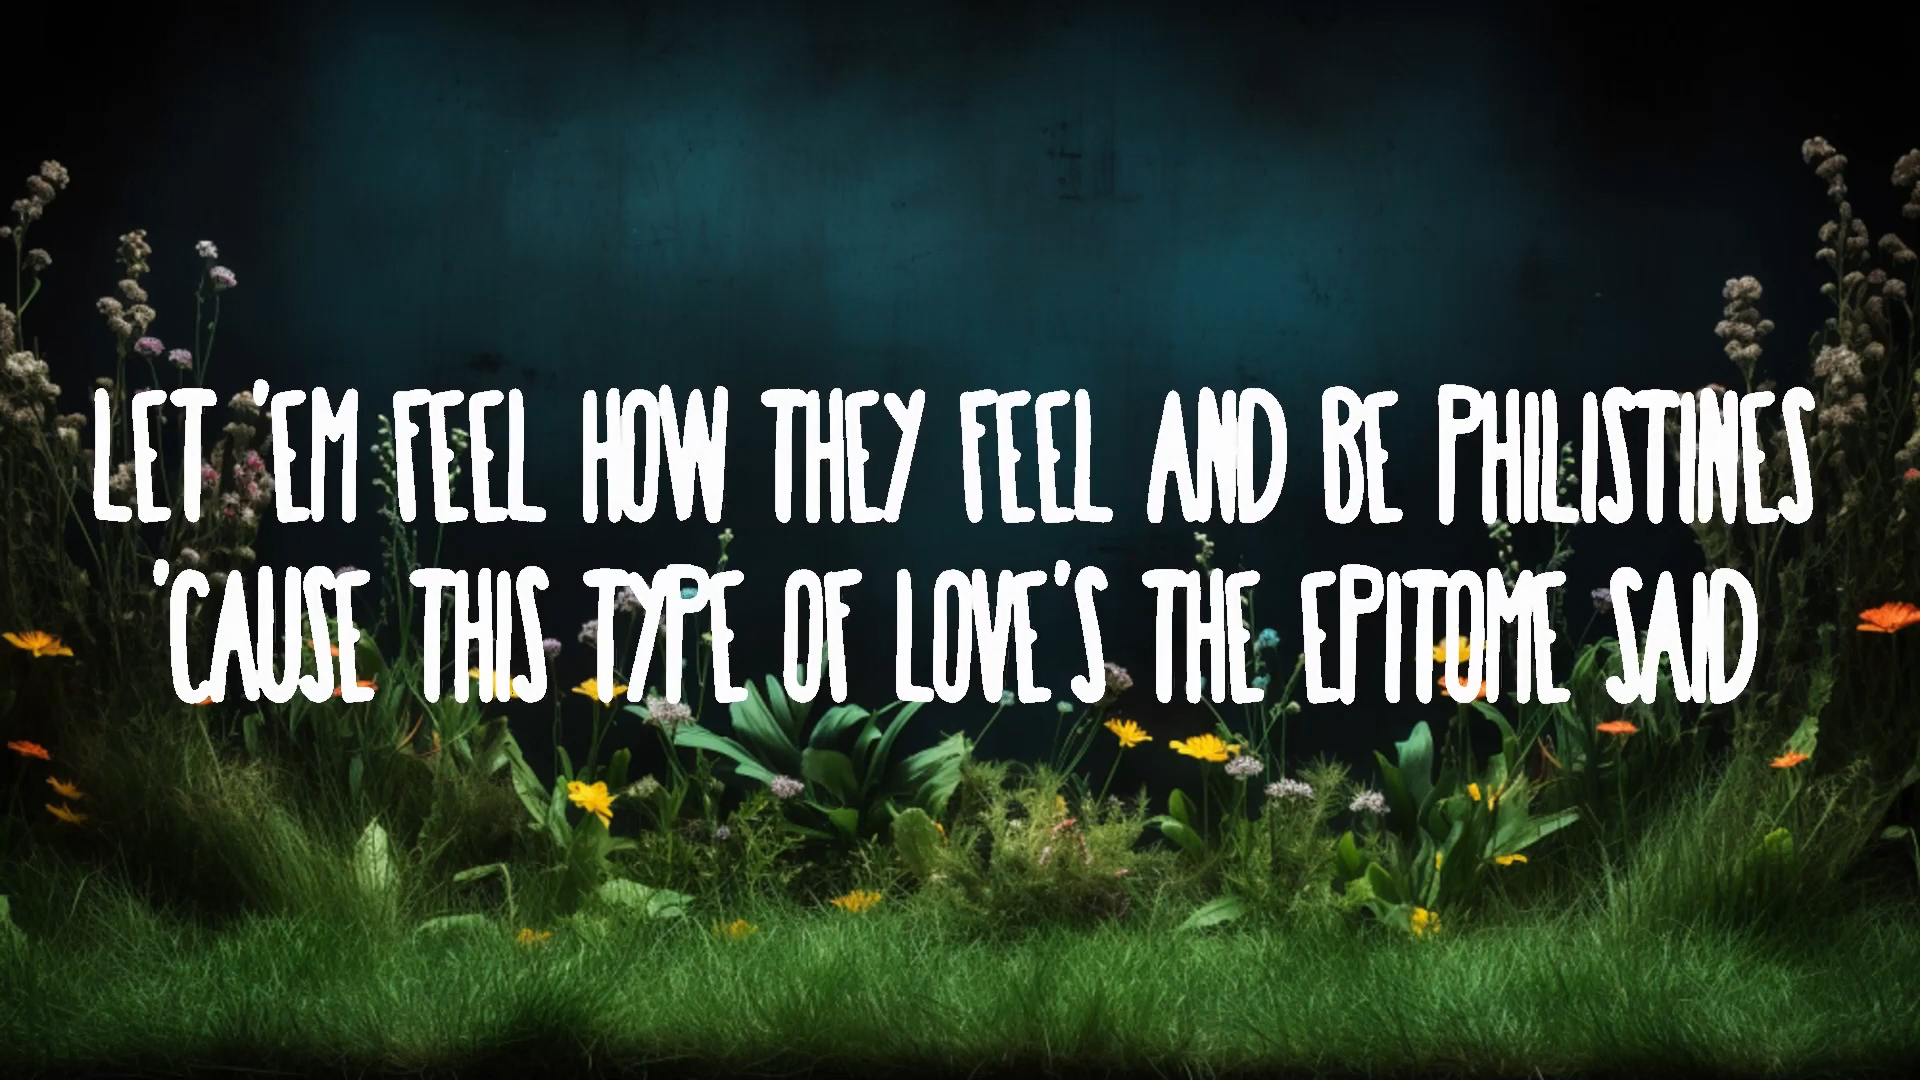 LET 'EM FEEL HOW THEY FEEL AND BE PHILISTINES
'CAUSE THIS TYPE OF LOVE'S THE EPITOME SAID